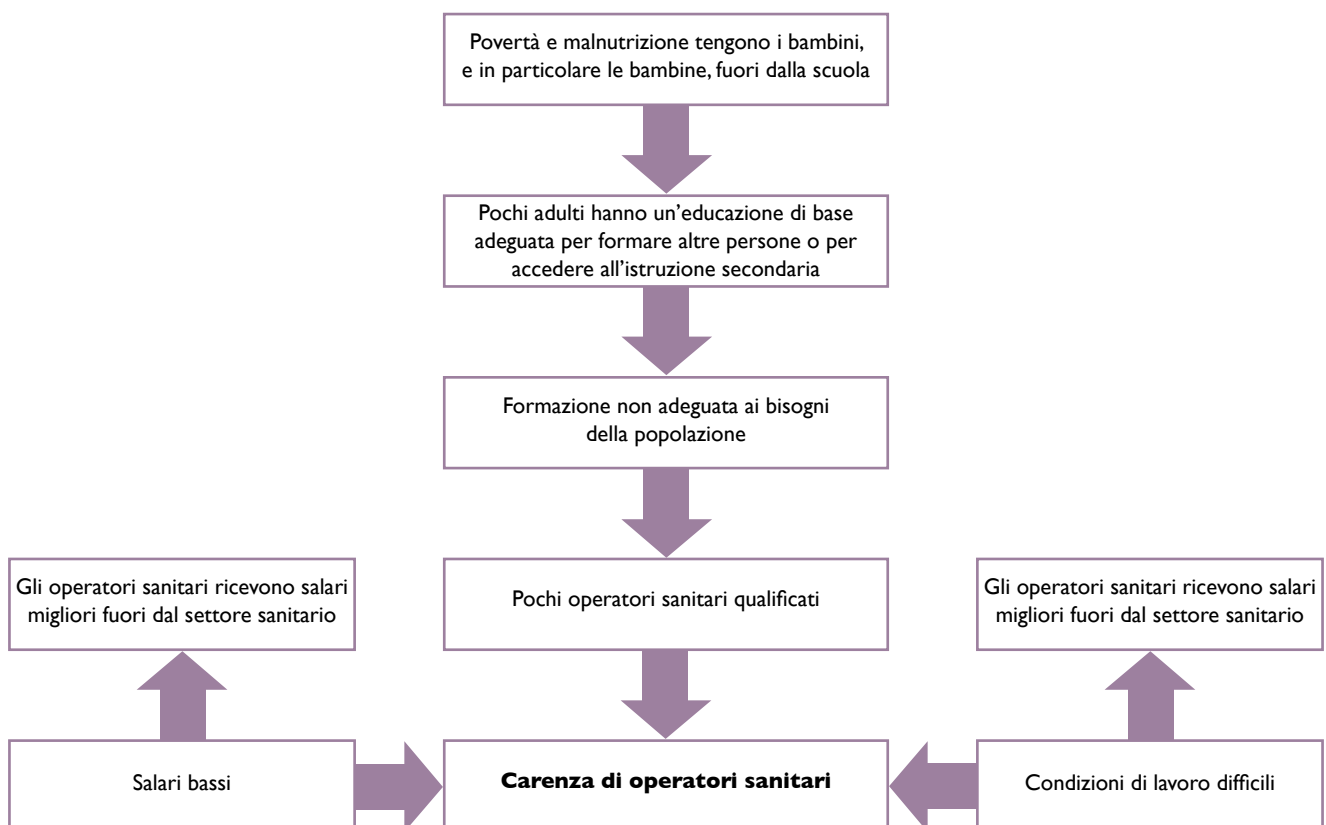 Povertà e malnutrizione tengono i bambini,
e in particolare le bambine, fuori dalla scuola
Pochi adulti hanno un’educazione di base
adeguata per formare altre persone o per
accedere all’istruzione secondaria
Formazione non adeguata ai bisogni
della popolazione
Gli operatori sanitari ricevono salari
migliori fuori dal settore sanitario
Pochi operatori sanitari qualificati
Gli operatori sanitari ricevono salari
migliori fuori dal settore sanitario
Salari bassi
Carenza di operatori sanitari
Condizioni di lavoro difficili